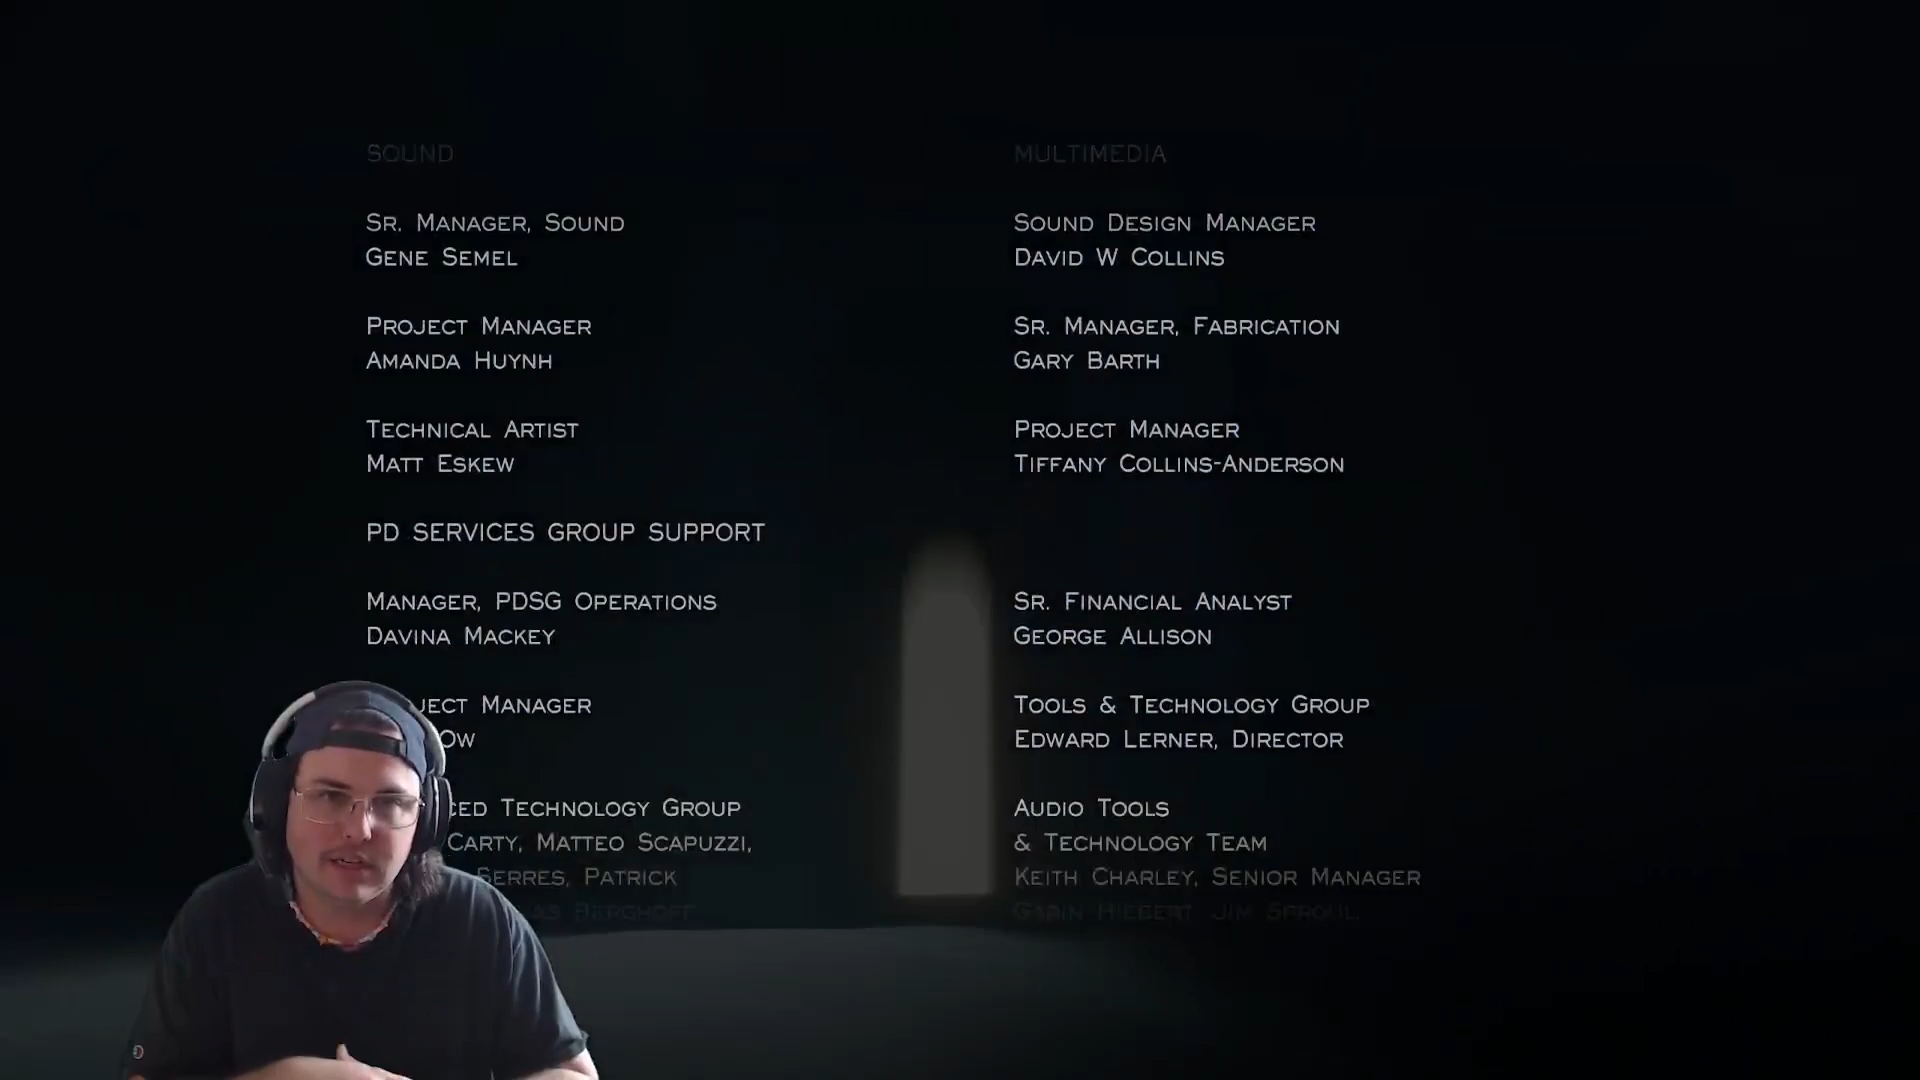 SOUND
SR. MANAGER, SOUND
GENE SEMEL
PROJECT MANAGER
AMANDA HUYNH
TECHNICAL ARTIST
MATT ESKEW
PD SERVICES GROUP SUPPORT
MANAGER, PDSG OPERATIONS
DAVINA MACKEY
JECT MANAGER
OW
CED TECHNOLOGY GROUP
CARTY, MATTEO SCAPUZZI,
PATRICK
MULTIMEDIA
SOUND DESIGN MANAGER
DAVID W COLLINS
SR. MANAGER, FABRICATION
GARY BARTH
PROJECT MANAGER
TIFFANY COLLINS-ANDERSON
SR. FINANCIAL ANALYST
GEORGE ALLISON
TOOLS & TECHNOLOGY GROUP
EDWARD LERNER, DIRECTOR
AUDIO TOOLS
& TECHNOLOGY TEAM
KEITH CHARLEY, SENIOR MANAGER
JIM SPROUL,